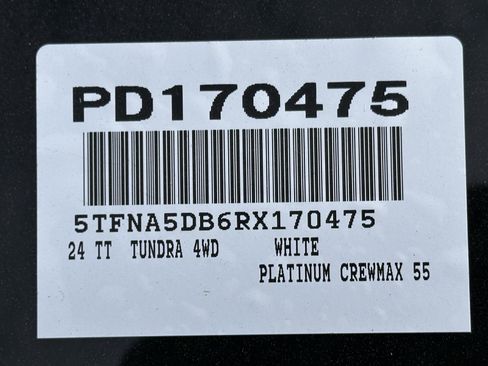 PD170475
5TFNA5DB6RX170475
24 TT TUNDRA 4WD WHITE
PLATINUM CREWMAX 55